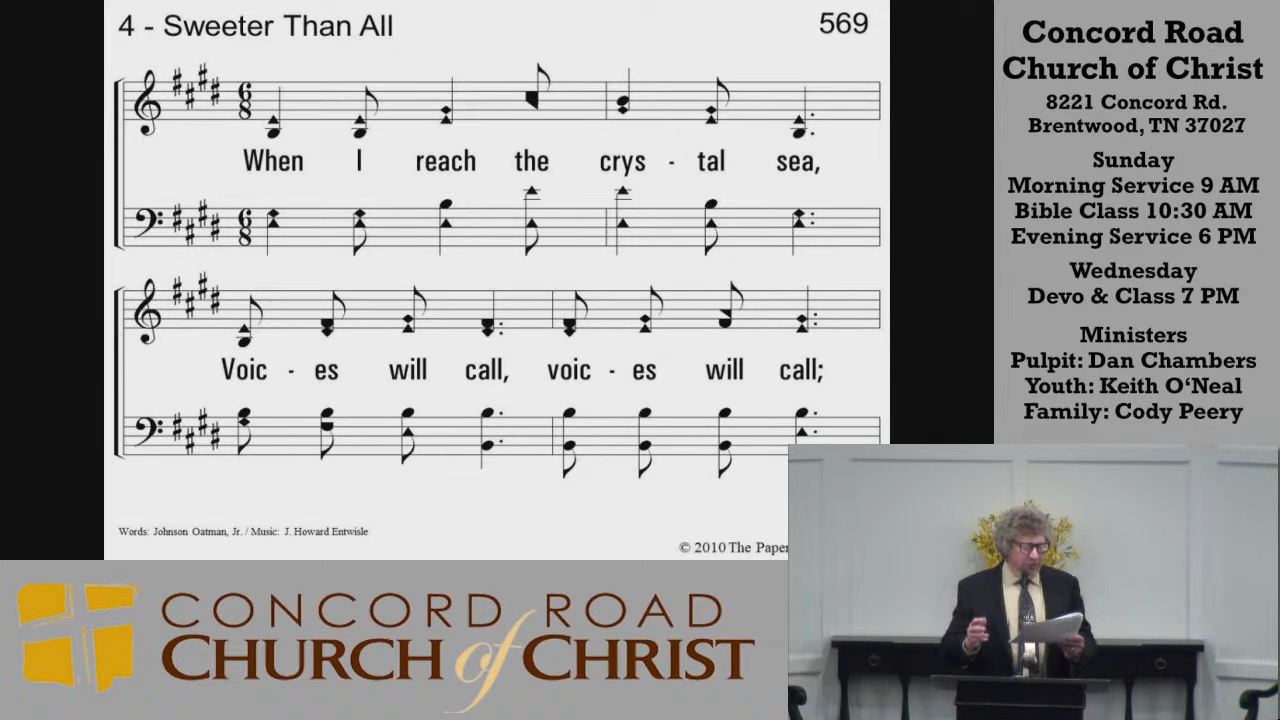 4 - Sweeter Than All
569
When I reach the crys - tal sea,
Voic - es will call, voic - es will call;
Words: Johnson Oatman, Jr. / Music: J. Howard Entwisle
© 2010 The Paper
Concord Road
Church of Christ
8221 Concord Rd.
Brentwood, TN 37027
Sunday
Morning Service 9 AM
Bible Class 10:30 AM
Evening Service 6 PM
Wednesday
Devo & Class 7 PM
Ministers
Pulpit: Dan Chambers
Youth: Keith O‘Neal
Family: Cody Peery
CONCORD ROAD
CHURCH of CHRIST